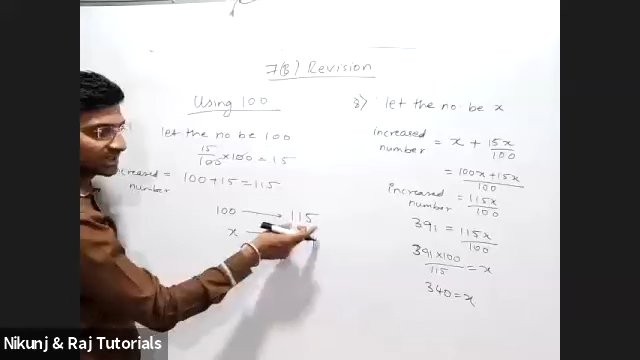 7(B) Revision
Using 100
let the no be 100
15/100 × 100 = 15
Increased number = 100 + 15 = 115
100 → 115
x
8) let the no. be x
Increased number = x + 15x/100
= 100x + 15x/100
Increased number = 115x/100
391 = 115x/100
391 × 100/115 = x
340 = x
Nikunj & Raj Tutorials